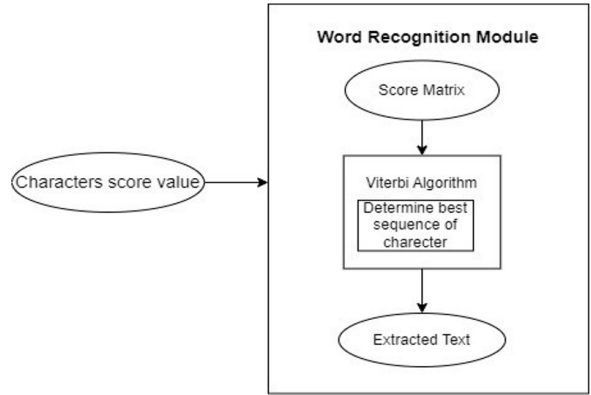 Word Recognition Module
Score Matrix
Characters score value
Viterbi Algorithm
Determine best
sequence of
charecter
Extracted Text